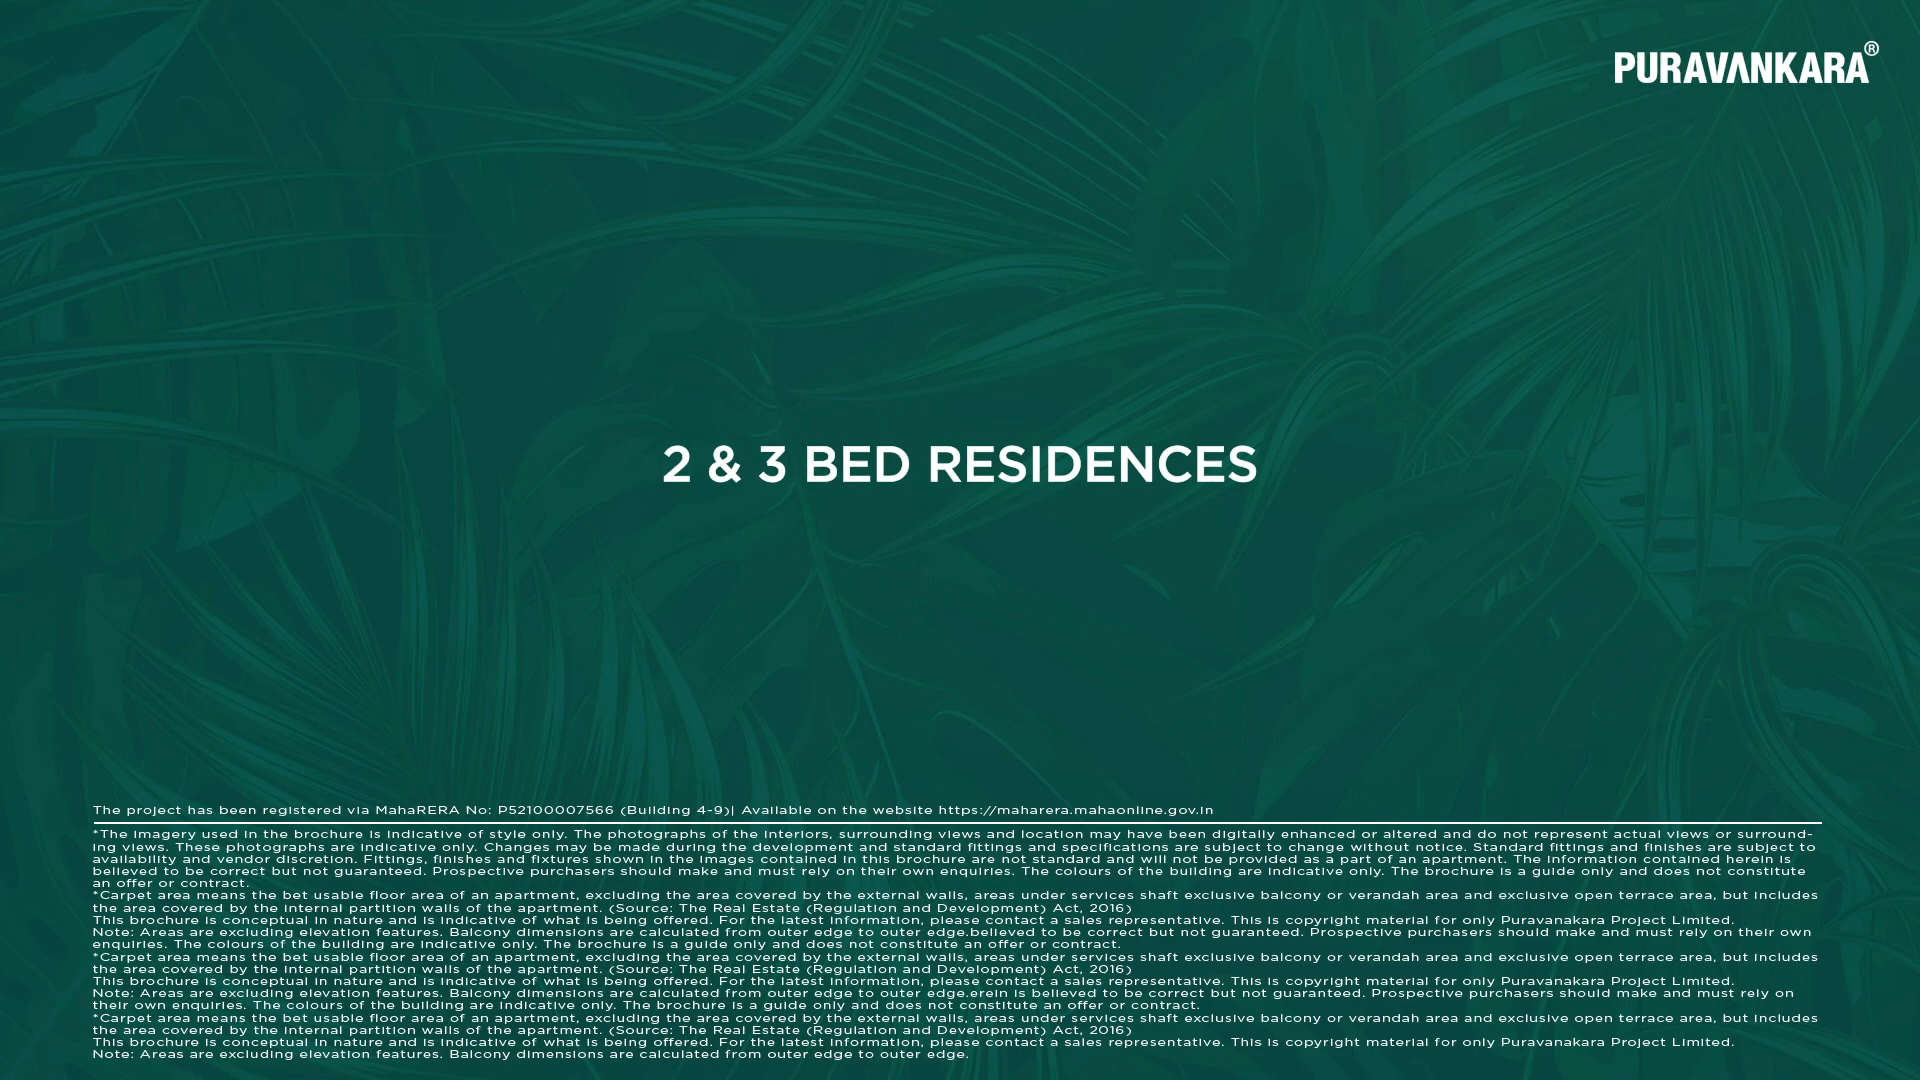 PURAVANKARA®
2 & 3 BED RESIDENCES
The project has been registered via MahaRERA No: P52100007566 (Building 4-9)| Available on the website https://maharera.mahaonline.gov.in
*The imagery used in the brochure is indicative of style only. The photographs of the interiors, surrounding views and location may have been digitally enhanced or altered and do not represent actual views or surround-
ing views. These photographs are indicative only. Changes may be made during the development and standard fittings and specifications are subject to change without notice. Standard fittings and finishes are subject to
availability and vendor discretion. Fittings, finishes and fixtures shown in the images contained in this brochure are not standard and will not be provided as a part of an apartment. The information contained herein is
believed to be correct but not guaranteed. Prospective purchasers should make and must rely on their own enquiries. The colours of the building are indicative only. The brochure is a guide only and does not constitute
an offer or contract.
*Carpet area means the bet usable floor area of an apartment, excluding the area covered by the external walls, areas under services shaft exclusive balcony or verandah area and exclusive open terrace area, but includes
the area covered by the internal partition walls of the apartment. (Source: The Real Estate (Regulation and Development) Act, 2016)
This brochure is conceptual in nature and is indicative of what is being offered. For the latest information, please contact a sales representative. This is copyright material for only Puravanakara Project Limited.
Note: Areas are excluding elevation features. Balcony dimensions are calculated from outer edge to outer edge.believed to be correct but not guaranteed. Prospective purchasers should make and must rely on their own
enquiries. The colours of the building are indicative only. The brochure is a guide only and does not constitute an offer or contract.
*Carpet area means the bet usable floor area of an apartment, excluding the area covered by the external walls, areas under services shaft exclusive balcony or verandah area and exclusive open terrace area, but includes
the area covered by the internal partition walls of the apartment. (Source: The Real Estate (Regulation and Development) Act, 2016)
This brochure is conceptual in nature and is indicative of what is being offered. For the latest information, please contact a sales representative. This is copyright material for only Puravanakara Project Limited.
Note: Areas are excluding elevation features. Balcony dimensions are calculated from outer edge to outer edge.erein is believed to be correct but not guaranteed. Prospective purchasers should make and must rely on
their own enquiries. The colours of the building are indicative only. The brochure is a guide only and does not constitute an offer or contract.
*Carpet area means the bet usable floor area of an apartment, excluding the area covered by the external walls, areas under services shaft exclusive balcony or verandah area and exclusive open terrace area, but includes
the area covered by the internal partition walls of the apartment. (Source: The Real Estate (Regulation and Development) Act, 2016)
This brochure is conceptual in nature and is indicative of what is being offered. For the latest information, please contact a sales representative. This is copyright material for only Puravanakara Project Limited.
Note: Areas are excluding elevation features. Balcony dimensions are calculated from outer edge to outer edge.